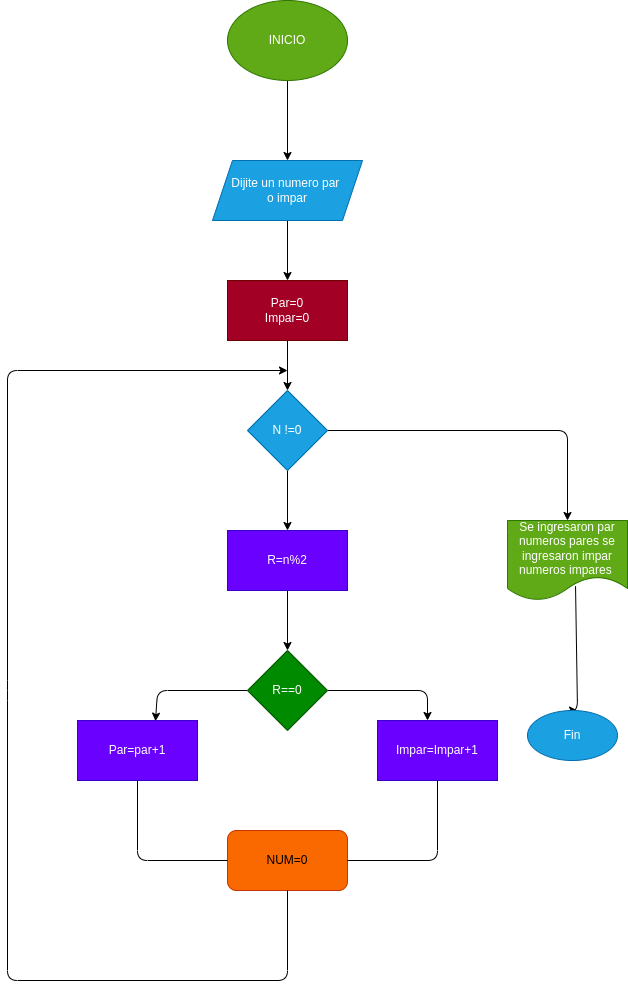 INICIO
Dijite un numero par
o impar
Par=0
Impar=0
N !=0
Se ingresaron par
numeros pares se
ingresaron impar
numeros impares
R=n%2
R==0
Par=par+1
Impar=Impar+1
Fin
NUM=0